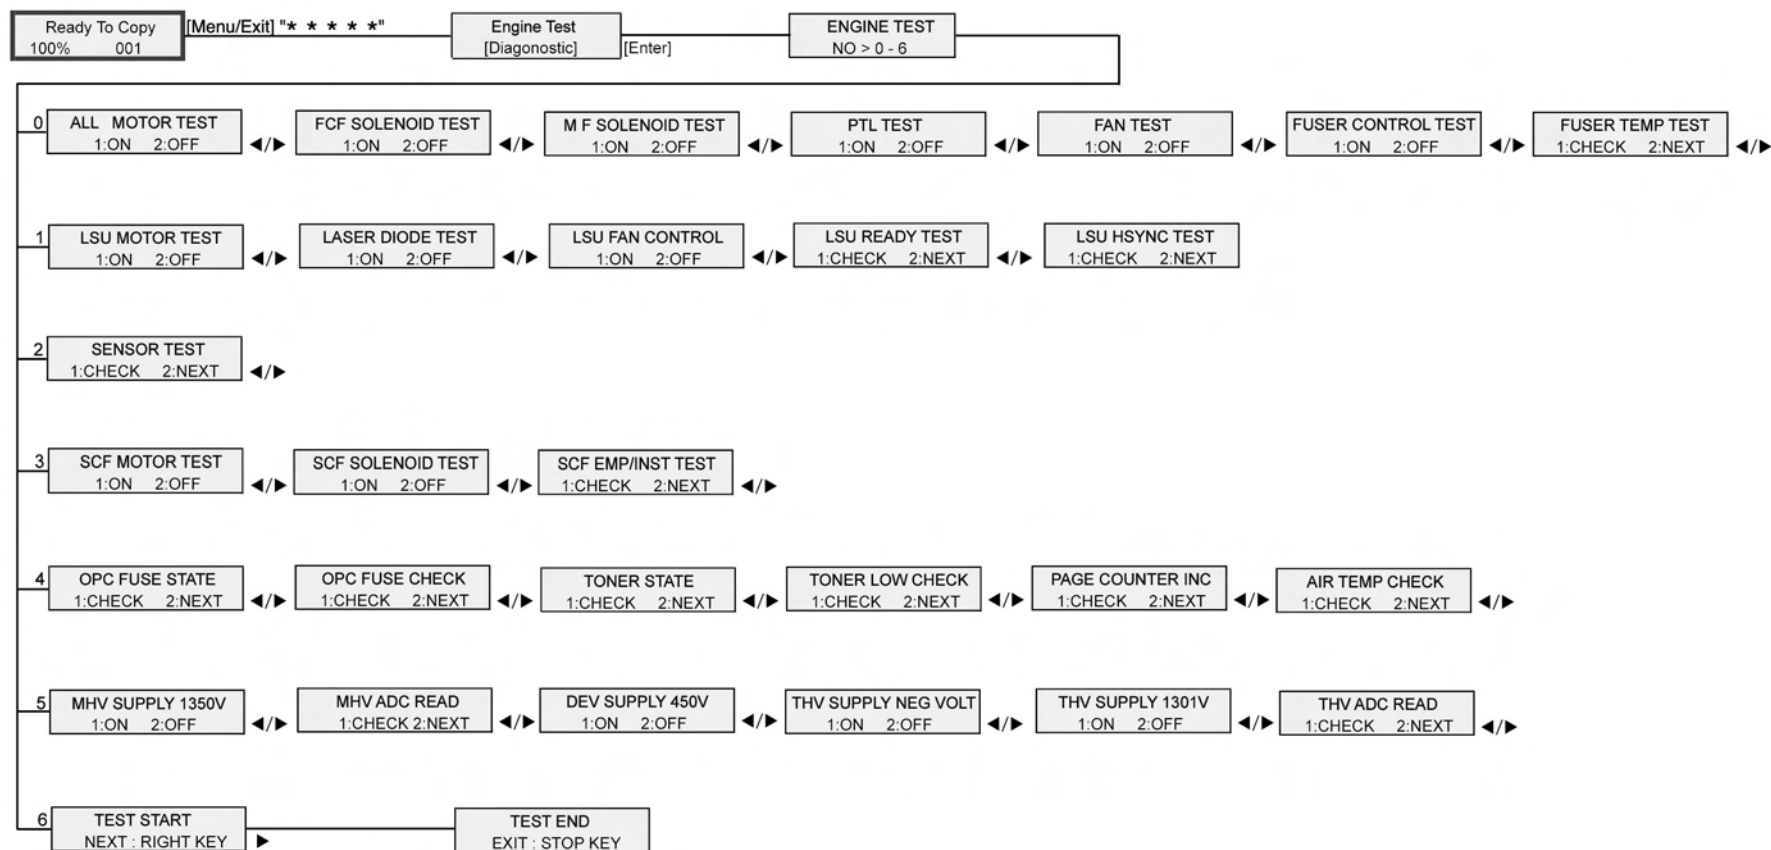 Ready To Copy
100% 001
[Menu/Exit] "* * * * *"
Engine Test
[Diagonostic]
[Enter]
ENGINE TEST
NO > 0 - 6
0
ALL MOTOR TEST
1:ON 2:OFF
◀/▶
FCF SOLENOID TEST
1:ON 2:OFF
◀/▶
M F SOLENOID TEST
1:ON 2:OFF
◀/▶
PTL TEST
1:ON 2:OFF
◀/▶
FAN TEST
1:ON 2:OFF
◀/▶
FUSER CONTROL TEST
1:ON 2:OFF
◀/▶
FUSER TEMP TEST
1:CHECK 2:NEXT
◀/▶
1
LSU MOTOR TEST
1:ON 2:OFF
◀/▶
LASER DIODE TEST
1:ON 2:OFF
◀/▶
LSU FAN CONTROL
1:ON 2:OFF
◀/▶
LSU READY TEST
1:CHECK 2:NEXT
◀/▶
LSU HSYNC TEST
1:CHECK 2:NEXT
2
SENSOR TEST
1:CHECK 2:NEXT
◀/▶
3
SCF MOTOR TEST
1:ON 2:OFF
◀/▶
SCF SOLENOID TEST
1:ON 2:OFF
◀/▶
SCF EMP/INST TEST
1:CHECK 2:NEXT
◀/▶
4
OPC FUSE STATE
1:CHECK 2:NEXT
◀/▶
OPC FUSE CHECK
1:CHECK 2:NEXT
◀/▶
TONER STATE
1:CHECK 2:NEXT
◀/▶
TONER LOW CHECK
1:CHECK 2:NEXT
◀/▶
PAGE COUNTER INC
1:CHECK 2:NEXT
◀/▶
AIR TEMP CHECK
1:CHECK 2:NEXT
◀/▶
5
MHV SUPPLY 1350V
1:ON 2:OFF
◀/▶
MHV ADC READ
1:CHECK 2:NEXT
◀/▶
DEV SUPPLY 450V
1:ON 2:OFF
◀/▶
THV SUPPLY NEG VOLT
1:ON 2:OFF
◀/▶
THV SUPPLY 1301V
1:ON 2:OFF
◀/▶
THV ADC READ
1:CHECK 2:NEXT
◀/▶
6
TEST START
NEXT : RIGHT KEY
▶
TEST END
EXIT : STOP KEY